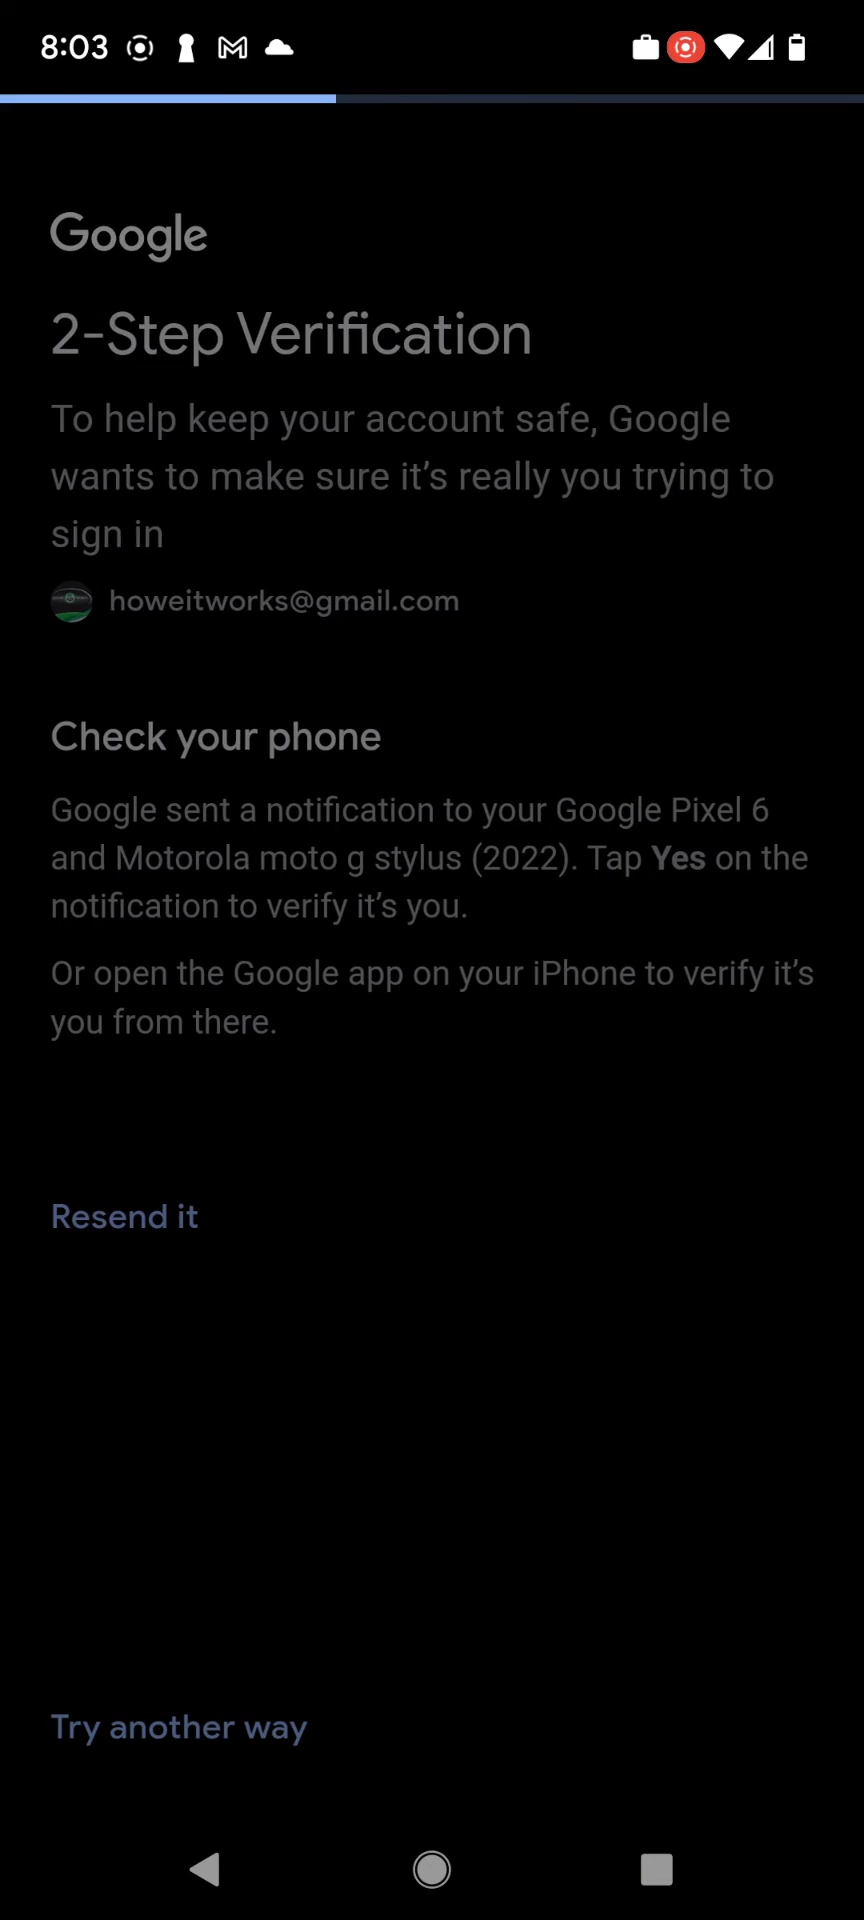 8:03
Google
2-Step Verification
To help keep your account safe, Google
wants to make sure it’s really you trying to
sign in
howeitworks@gmail.com
Check your phone
Google sent a notification to your Google Pixel 6
and Motorola moto g stylus (2022). Tap Yes on the
notification to verify it’s you.
Or open the Google app on your iPhone to verify it’s
you from there.
Resend it
Try another way